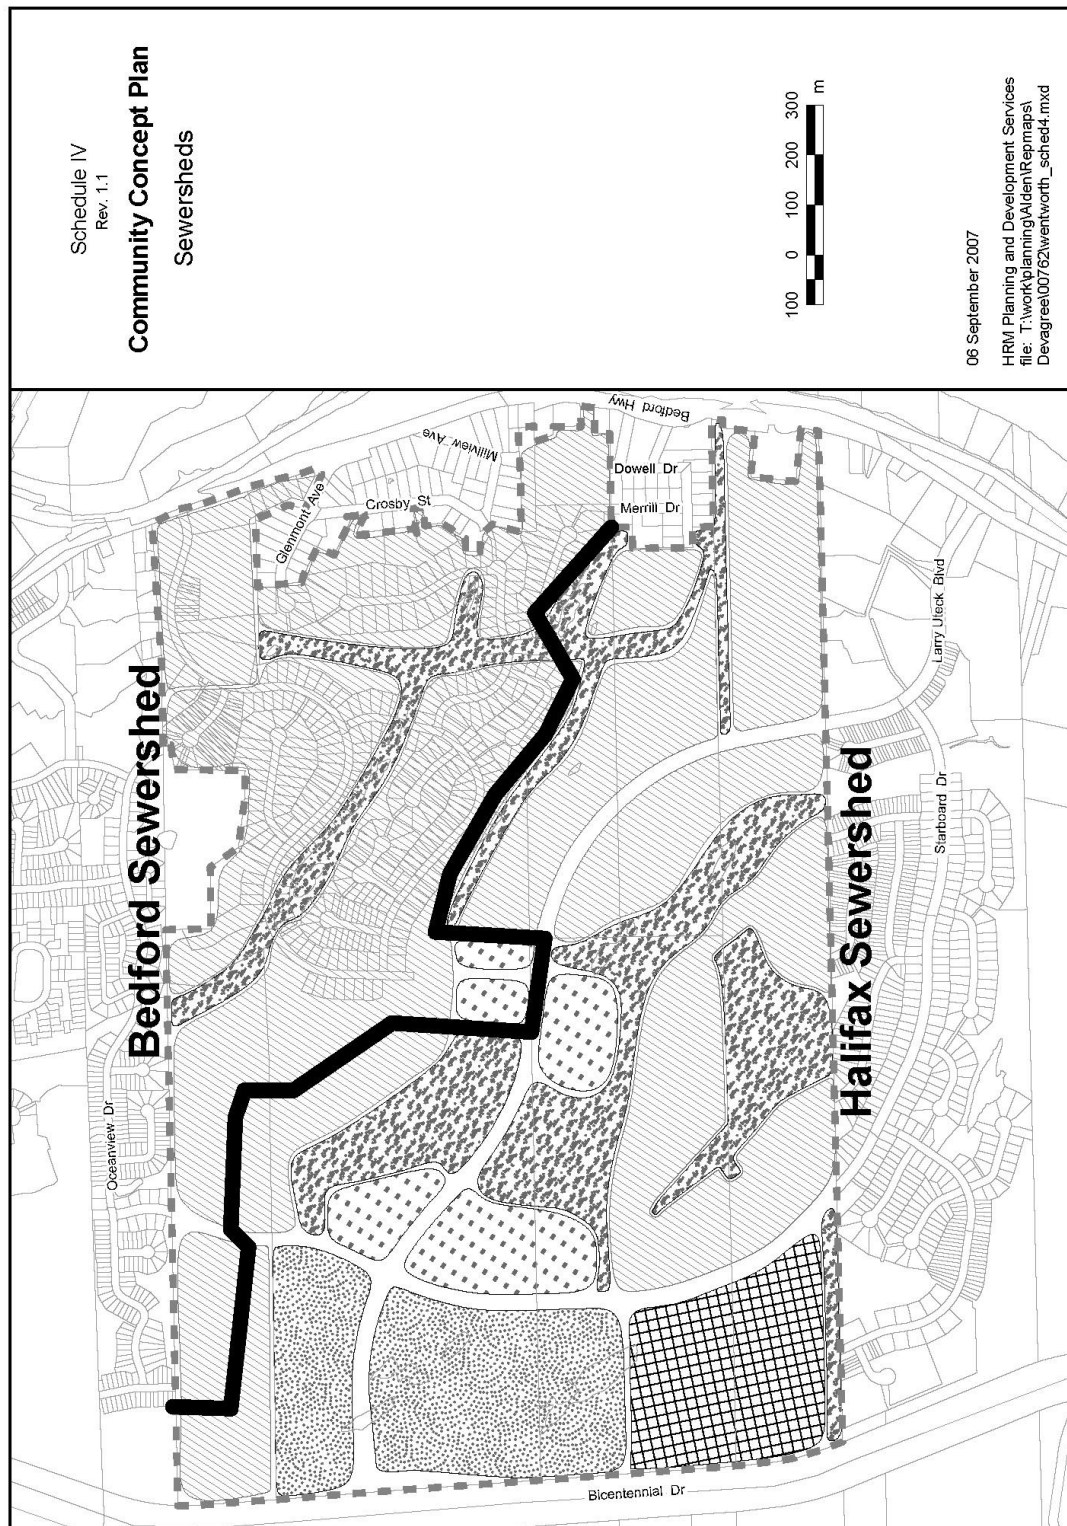 Schedule IV
Rev. 1.1
Community Concept Plan
Sewersheds
100 0 100 200 300
m
06 September 2007
HRM Planning and Development Services
file: T:\work\planning\Alden\Repmaps\
Devagree\00762\wentworth_sched4.mxd
Bedford Hwy
Millview Ave
Dowell Dr
Glenmont Ave
Crosby St
Merrill Dr
Bedford Sewershed
Larry Uteck Blvd
Halifax Sewershed
Starboard Dr
Oceanview Dr
Bicentennial Dr